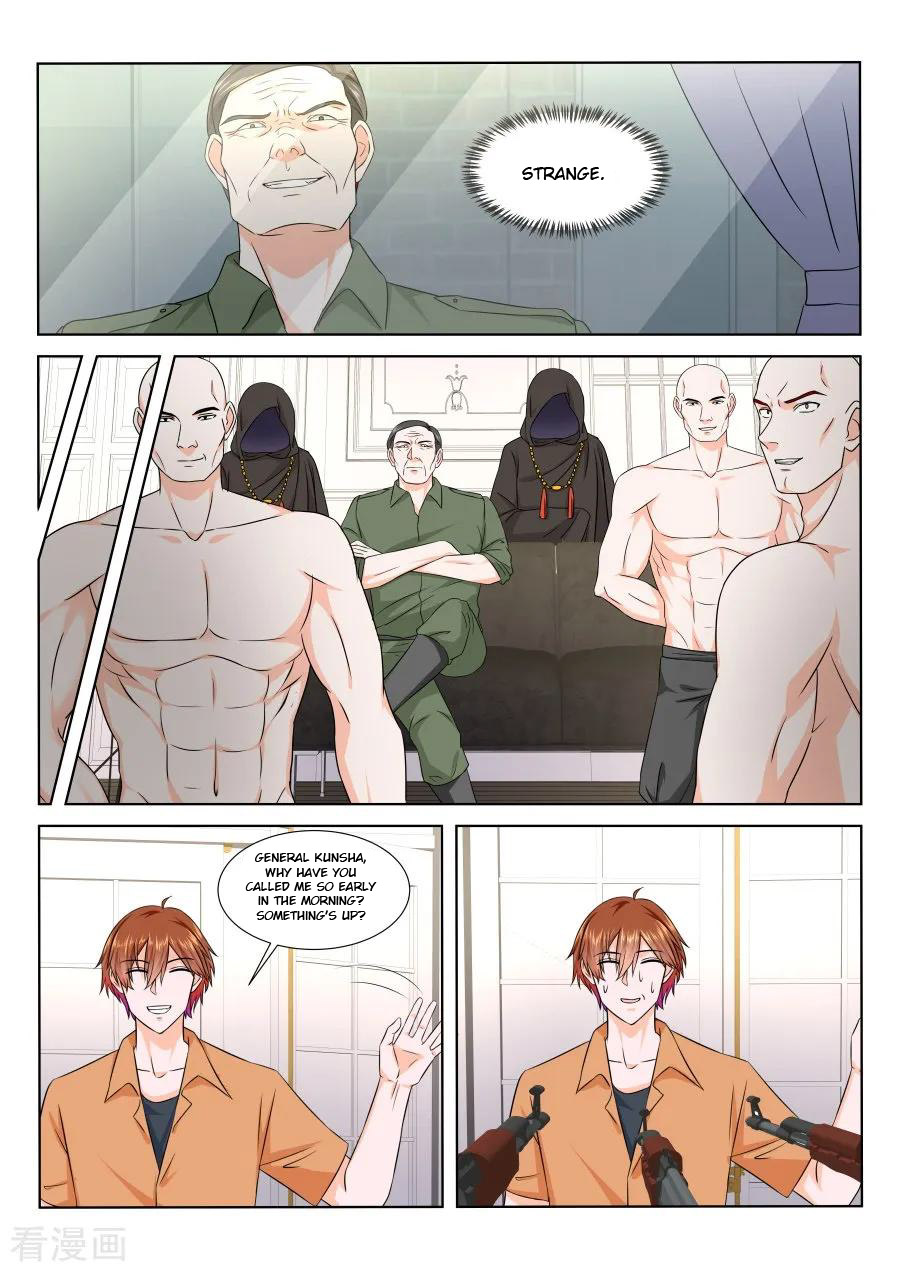 STRANGE.
GENERAL KUNSHA,
WHY HAVE YOU
CALLED ME SO EARLY
IN THE MORNING?
SOMETHING'S UP?
看漫画